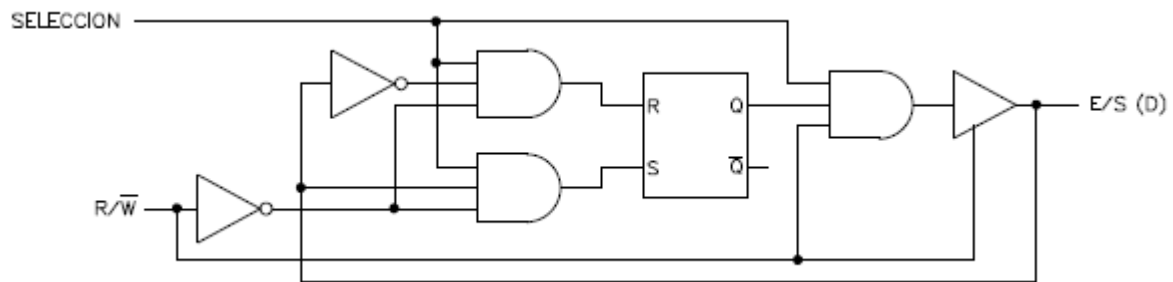 SELECCION
R Q
E/S (D)
S Q̅
R/W̅